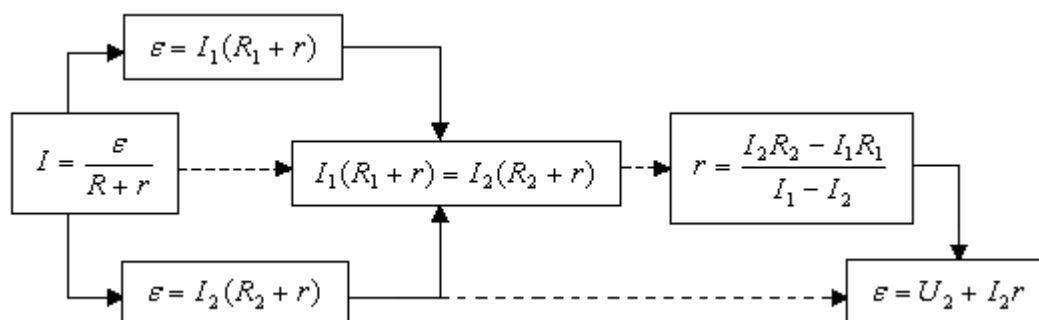 ε = I₁(R₁ + r)
I = ε / (R + r)
I₁(R₁ + r) = I₂(R₂ + r)
r = (I₂R₂ − I₁R₁) / (I₁ − I₂)
ε = I₂(R₂ + r)
ε = U₂ + I₂r